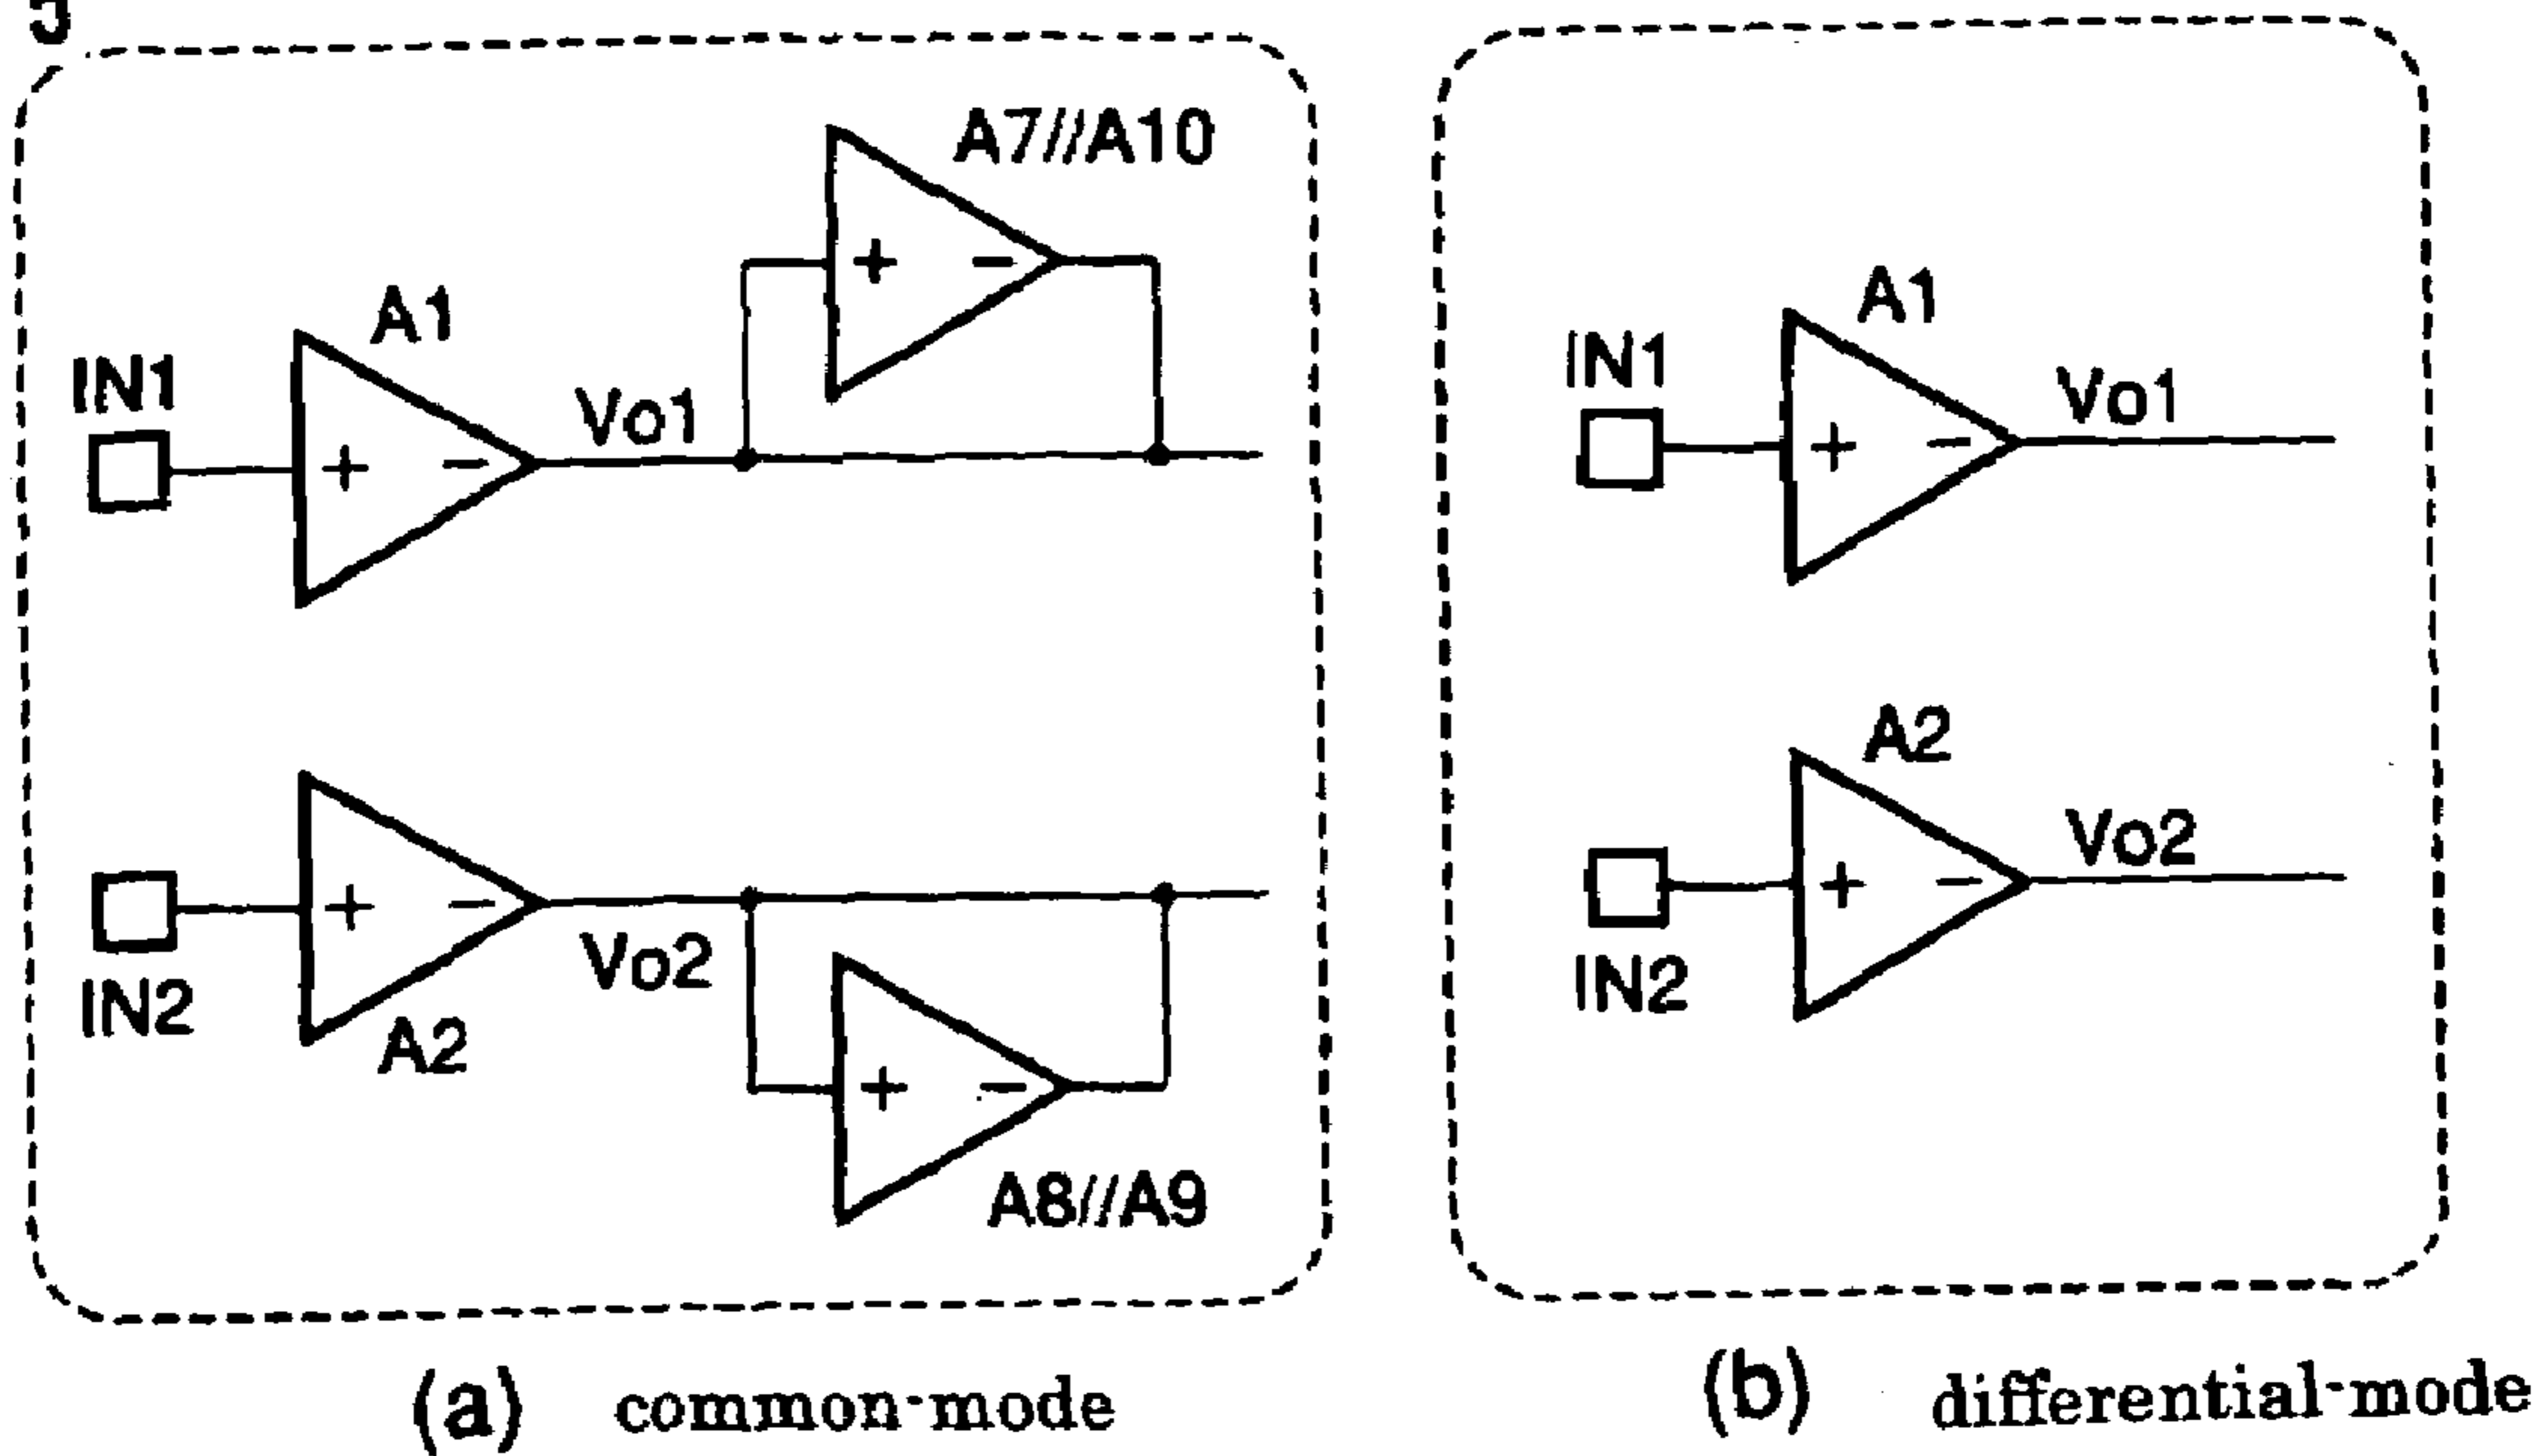 5
A7//A10
A1
IN1
Vo1
+ -
+ -
IN2
A2
Vo2
+ -
+ -
A8//A9
(a) common-mode
A1
IN1
Vo1
+ -
A2
IN2
Vo2
+ -
(b) differential-mode